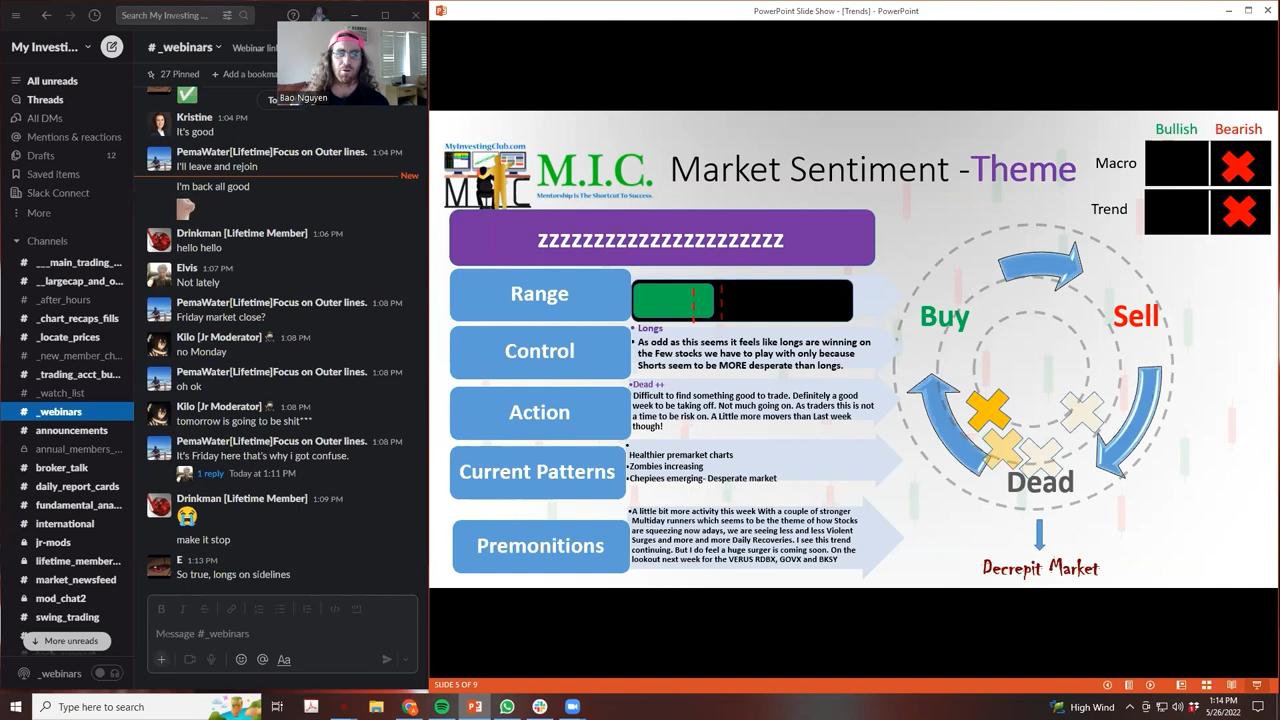 Search My Investing ...
My Investi...
# _webinars
Webinar link
27 Pinned
+ Add a bookma
To
All unreads
Threads
All DMs
Mentions & reactions
Drafts
12
Saved Items
Slack Connect
More
Channels
___main_trading_...
__largecap_and_o...
_after_hours
_chart_recaps_fills
_locate_prices
_new_member_ch...
_trading_acct_bu...
_watch_list
_webinars
announcements
annual_members_...
broker_talk
daily_report_cards
fundamental_ana...
international
jrmods
market_newsfeed
mod_chat2
swing_trading
More unreads
_webinars
Bao Nguyen
Kristine 1:04 PM
It's good
PemaWater[Lifetime]Focus on Outer lines. 1:04 PM
I'll leave and rejoin
New
I'm back all good
Drinkman [Lifetime Member] 1:06 PM
hello hello
Elvis 1:07 PM
Not lately
PemaWater[Lifetime]Focus on Outer lines. 1:08 PM
Friday market close?
Kilo [Jr Moderator] 1:08 PM
no Monday
PemaWater[Lifetime]Focus on Outer lines. 1:08 PM
oh ok
Kilo [Jr Moderator] 1:08 PM
tomorrow is going to be shit***
PemaWater[Lifetime]Focus on Outer lines. 1:08 PM
It's Friday here that's why i got confuse.
1 reply Today at 1:11 PM
Drinkman [Lifetime Member] 1:09 PM
make it stop
E 1:13 PM
So true, longs on sidelines
Message #_webinars
Aa
PowerPoint Slide Show - [Trends] - PowerPoint
MyInvestingClub.com
MIC
M.I.C.
Mentorship Is The Shortcut To Success.
Market Sentiment -Theme
Bullish
Bearish
Macro
Trend
zzzzzzzzzzzzzzzzzzzzzz
Range
Control
• Longs
• As odd as this seems it feels like longs are winning on
the Few stocks we have to play with only because
Shorts seem to be MORE desperate than longs.
Action
•Dead ++
Difficult to find something good to trade. Definitely a good
week to be taking off. Not much going on. As traders this is not
a time to be risk on. A Little more movers than Last week
though!
Current Patterns
•
Healthier premarket charts
•Zombies increasing
•Chepiees emerging- Desperate market
Premonitions
•A little bit more activity this week With a couple of stronger
Multiday runners which seems to be the theme of how Stocks
are squeezing now adays, we are seeing less and less Violent
Surges and more and more Daily Recoveries. I see this trend
continuing. But I do feel a huge surger is coming soon. On the
lookout next week for the VERUS RDBX, GOVX and BKSY
Buy
Sell
Dead
Decrepit Market
SLIDE 5 OF 9
Type here to search
High Wind
1:14 PM
5/26/2022